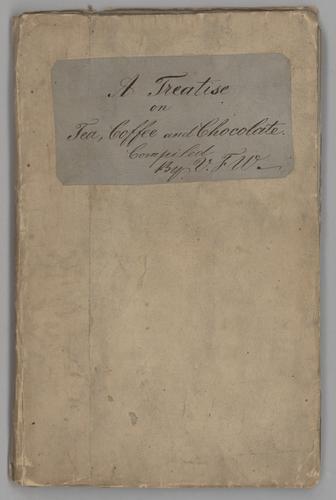 A Treatise
on
Tea, Coffee and Chocolate.
Compiled
By V. F. W.